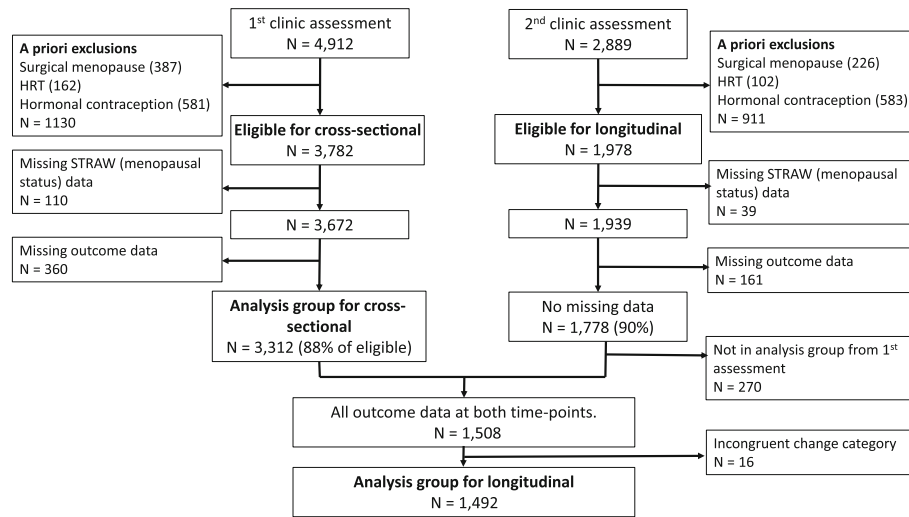 1st clinic assessment
N = 4,912
A priori exclusions
Surgical menopause (387)
HRT (162)
Hormonal contraception (581)
N = 1130
Eligible for cross-sectional
N = 3,782
Missing STRAW (menopausal
status) data
N = 110
N = 3,672
Missing outcome data
N = 360
Analysis group for cross-
sectional
N = 3,312 (88% of eligible)
2nd clinic assessment
N = 2,889
A priori exclusions
Surgical menopause (226)
HRT (102)
Hormonal contraception (583)
N = 911
Eligible for longitudinal
N = 1,978
Missing STRAW (menopausal
status) data
N = 39
N = 1,939
Missing outcome data
N = 161
No missing data
N = 1,778 (90%)
Not in analysis group from 1st
assessment
N = 270
All outcome data at both time-points.
N = 1,508
Incongruent change category
N = 16
Analysis group for longitudinal
N = 1,492